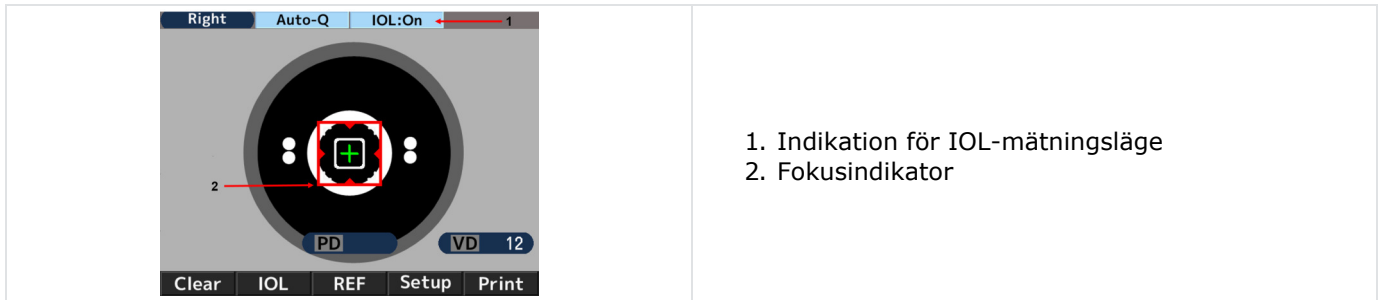 Right Auto-Q IOL:On 1
2
PD VD 12
Clear IOL REF Setup Print
1. Indikation för IOL-mätningsläge
2. Fokusindikator